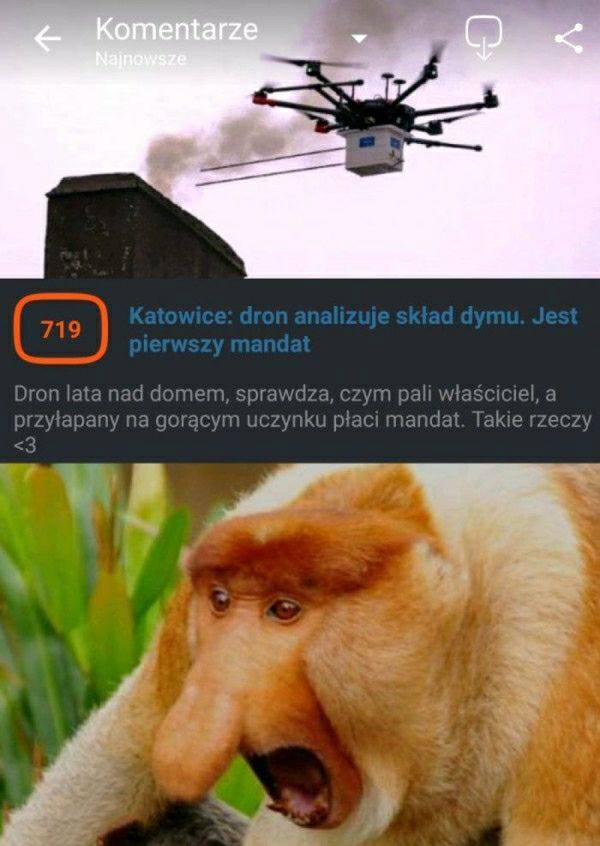 Komentarze
Najnowsze
719
Katowice: dron analizuje skład dymu. Jest
pierwszy mandat
Dron lata nad domem, sprawdza, czym pali właściciel, a
przyłapany na gorącym uczynku płaci mandat. Takie rzeczy
<3